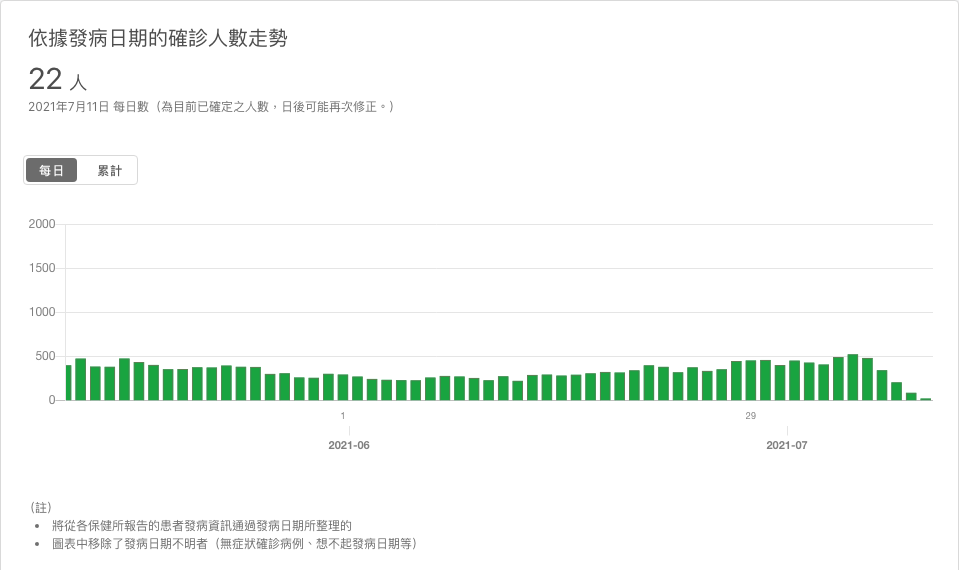 依據發病日期的確診人數走勢
22 人
2021年7月11日 每日數（為目前已確定之人數，日後可能再次修正。）
每日 累計
2000
1500
1000
500
0
1 29
2021-06 2021-07
（註）
• 將從各保健所報告的患者發病資訊通過發病日期所整理的
• 圖表中移除了發病日期不明者（無症狀確診病例、想不起發病日期等）